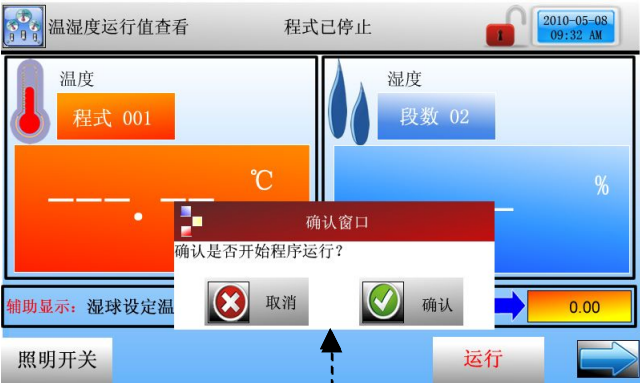 温湿度运行值查看
程式已停止
2010-05-08
09:32 AM
温度
程式 001
湿度
段数 02
---.-- ℃
%
确认窗口
确认是否开始程序运行?
取消
确认
辅助显示: 湿球设定温
0.00
照明开关
运行